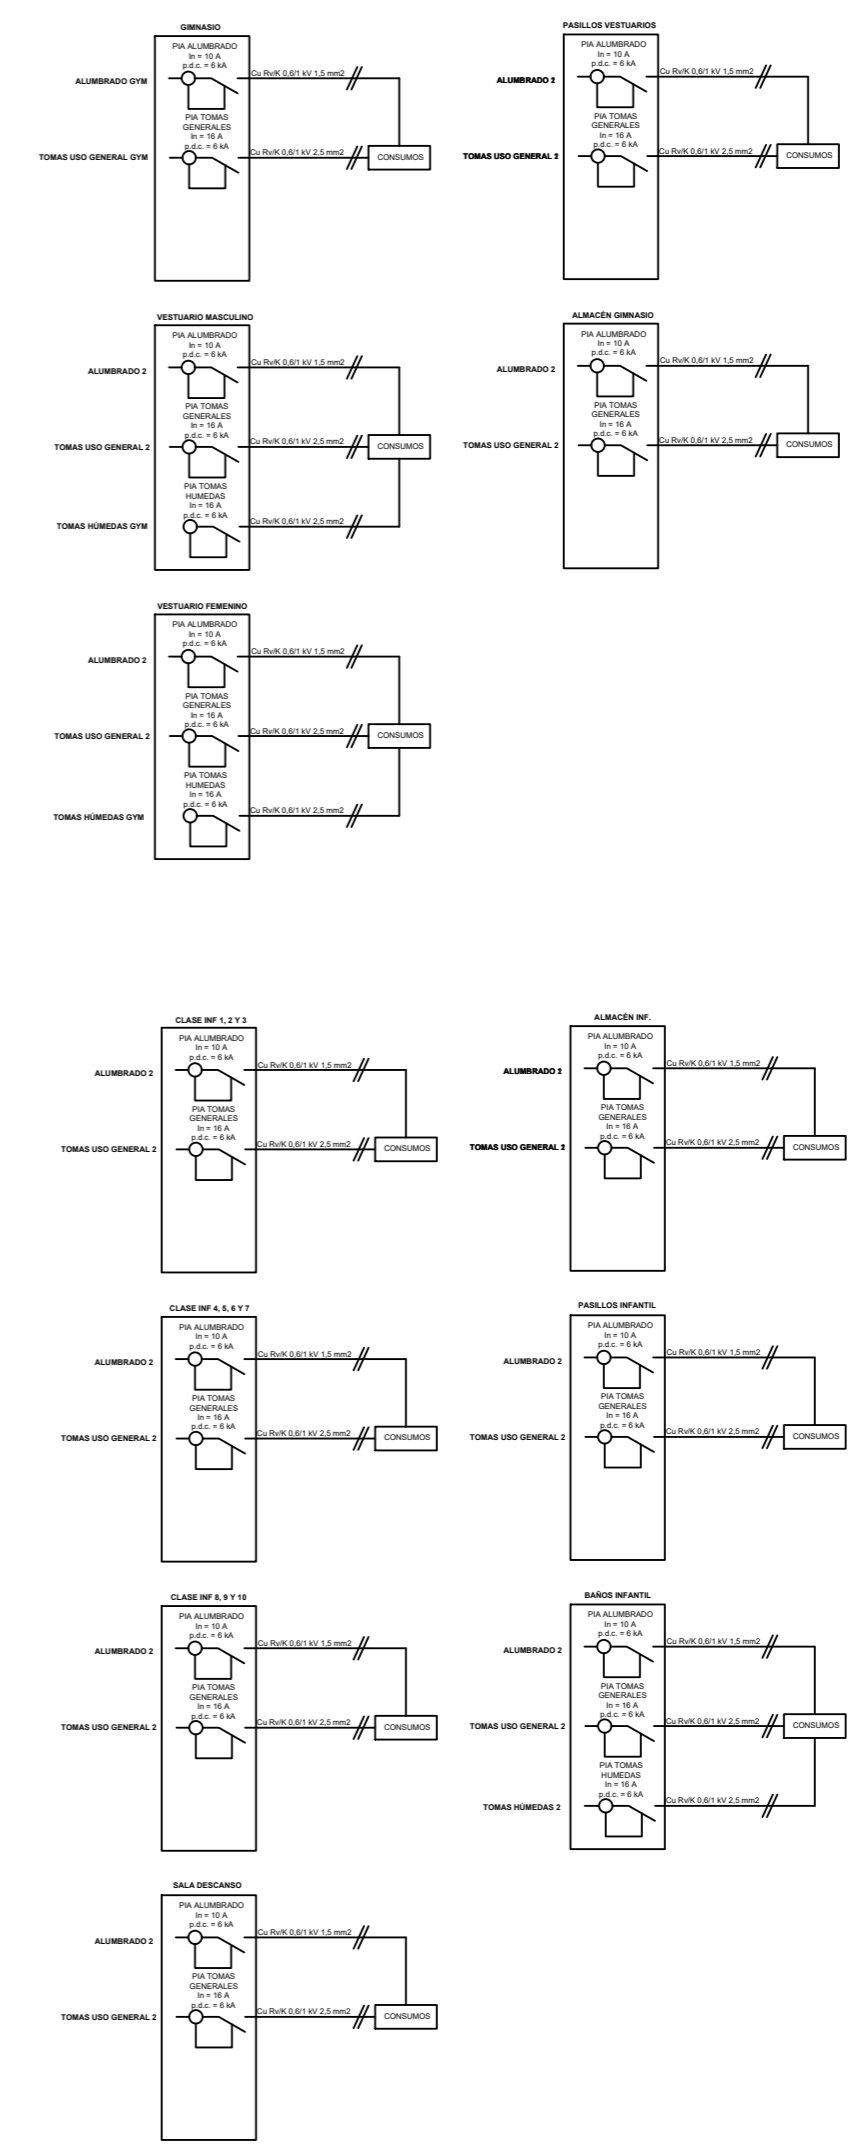 GIMNASIO
PIA ALUMBRADO
In = 10 A
p.d.c. = 6 kA
ALUMBRADO GYM
Cu Rv/K 0,6/1 kV 1,5 mm2
PIA TOMAS
GENERALES
In = 16 A
p.d.c. = 6 kA
TOMAS USO GENERAL GYM
Cu Rv/K 0,6/1 kV 2,5 mm2
CONSUMOS
PASILLOS VESTUARIOS
PIA ALUMBRADO
In = 10 A
p.d.c. = 6 kA
ALUMBRADO
Cu Rv/K 0,6/1 kV 1,5 mm2
PIA TOMAS
GENERALES
In = 16 A
p.d.c. = 6 kA
TOMAS USO GENERAL
Cu Rv/K 0,6/1 kV 2,5 mm2
CONSUMOS
VESTUARIO MASCULINO
PIA ALUMBRADO
In = 10 A
p.d.c. = 6 kA
ALUMBRADO 2
Cu Rv/K 0,6/1 kV 1,5 mm2
PIA TOMAS
GENERALES
In = 16 A
p.d.c. = 6 kA
TOMAS USO GENERAL 2
Cu Rv/K 0,6/1 kV 2,5 mm2
CONSUMOS
PIA TOMAS
HUMEDAS
In = 16 A
p.d.c. = 6 kA
TOMAS HÚMEDAS GYM
Cu Rv/K 0,6/1 kV 2,5 mm2
ALMACÉN GIMNASIO
PIA ALUMBRADO
In = 10 A
p.d.c. = 6 kA
ALUMBRADO 2
Cu Rv/K 0,6/1 kV 1,5 mm2
PIA TOMAS
GENERALES
In = 16 A
p.d.c. = 6 kA
TOMAS USO GENERAL 2
Cu Rv/K 0,6/1 kV 2,5 mm2
CONSUMOS
VESTUARIO FEMENINO
PIA ALUMBRADO
In = 10 A
p.d.c. = 6 kA
ALUMBRADO 2
Cu Rv/K 0,6/1 kV 1,5 mm2
PIA TOMAS
GENERALES
In = 16 A
p.d.c. = 6 kA
TOMAS USO GENERAL 2
Cu Rv/K 0,6/1 kV 2,5 mm2
CONSUMOS
PIA TOMAS
HUMEDAS
In = 16 A
p.d.c. = 6 kA
TOMAS HÚMEDAS GYM
Cu Rv/K 0,6/1 kV 2,5 mm2
CLASE INF 1, 2 Y 3
PIA ALUMBRADO
In = 10 A
p.d.c. = 6 kA
ALUMBRADO 2
Cu Rv/K 0,6/1 kV 1,5 mm2
PIA TOMAS
GENERALES
In = 16 A
p.d.c. = 6 kA
TOMAS USO GENERAL 2
Cu Rv/K 0,6/1 kV 2,5 mm2
CONSUMOS
ALMACÉN INF.
PIA ALUMBRADO
In = 10 A
p.d.c. = 6 kA
ALUMBRADO
Cu Rv/K 0,6/1 kV 1,5 mm2
PIA TOMAS
GENERALES
In = 16 A
p.d.c. = 6 kA
TOMAS USO GENERAL
Cu Rv/K 0,6/1 kV 2,5 mm2
CONSUMOS
CLASE INF 4, 5, 6 Y 7
PIA ALUMBRADO
In = 10 A
p.d.c. = 6 kA
ALUMBRADO 2
Cu Rv/K 0,6/1 kV 1,5 mm2
PIA TOMAS
GENERALES
In = 16 A
p.d.c. = 6 kA
TOMAS USO GENERAL 2
Cu Rv/K 0,6/1 kV 2,5 mm2
CONSUMOS
PASILLOS INFANTIL
PIA ALUMBRADO
In = 10 A
p.d.c. = 6 kA
ALUMBRADO 2
Cu Rv/K 0,6/1 kV 1,5 mm2
PIA TOMAS
GENERALES
In = 16 A
p.d.c. = 6 kA
TOMAS USO GENERAL 2
Cu Rv/K 0,6/1 kV 2,5 mm2
CONSUMOS
CLASE INF 8, 9 Y 10
PIA ALUMBRADO
In = 10 A
p.d.c. = 6 kA
ALUMBRADO 2
Cu Rv/K 0,6/1 kV 1,5 mm2
PIA TOMAS
GENERALES
In = 16 A
p.d.c. = 6 kA
TOMAS USO GENERAL 2
Cu Rv/K 0,6/1 kV 2,5 mm2
CONSUMOS
BAÑOS INFANTIL
PIA ALUMBRADO
In = 10 A
p.d.c. = 6 kA
ALUMBRADO 2
Cu Rv/K 0,6/1 kV 1,5 mm2
PIA TOMAS
GENERALES
In = 16 A
p.d.c. = 6 kA
TOMAS USO GENERAL 2
Cu Rv/K 0,6/1 kV 2,5 mm2
CONSUMOS
PIA TOMAS
HUMEDAS
In = 16 A
p.d.c. = 6 kA
TOMAS HÚMEDAS 2
Cu Rv/K 0,6/1 kV 2,5 mm2
SALA DESCANSO
PIA ALUMBRADO
In = 10 A
p.d.c. = 6 kA
ALUMBRADO 2
Cu Rv/K 0,6/1 kV 1,5 mm2
PIA TOMAS
GENERALES
In = 16 A
p.d.c. = 6 kA
TOMAS USO GENERAL 2
Cu Rv/K 0,6/1 kV 2,5 mm2
CONSUMOS